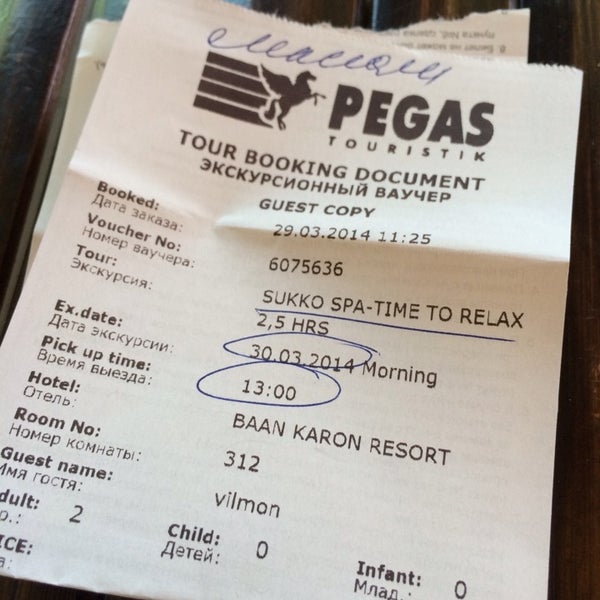 PEGAS
TOURISTIK
TOUR BOOKING DOCUMENT
ЭКСКУРСИОННЫЙ ВАУЧЕР
GUEST COPY
Booked:
Дата заказа: 29.03.2014 11:25
Voucher No:
Номер ваучера: 6075636
Tour:
Экскурсия: SUKKO SPA-TIME TO RELAX
2,5 HRS
Ex.date:
Дата экскурсии: 30.03.2014 Morning
Pick up time:
Время выезда: 13:00
Hotel:
Отель: BAAN KARON RESORT
Room No:
Номер комнаты: 312
Guest name:
Имя гостя: vilmon
dult: 2 Child: 0 Infant: 0
р.: Детей: Млад.:
ICE:
а: